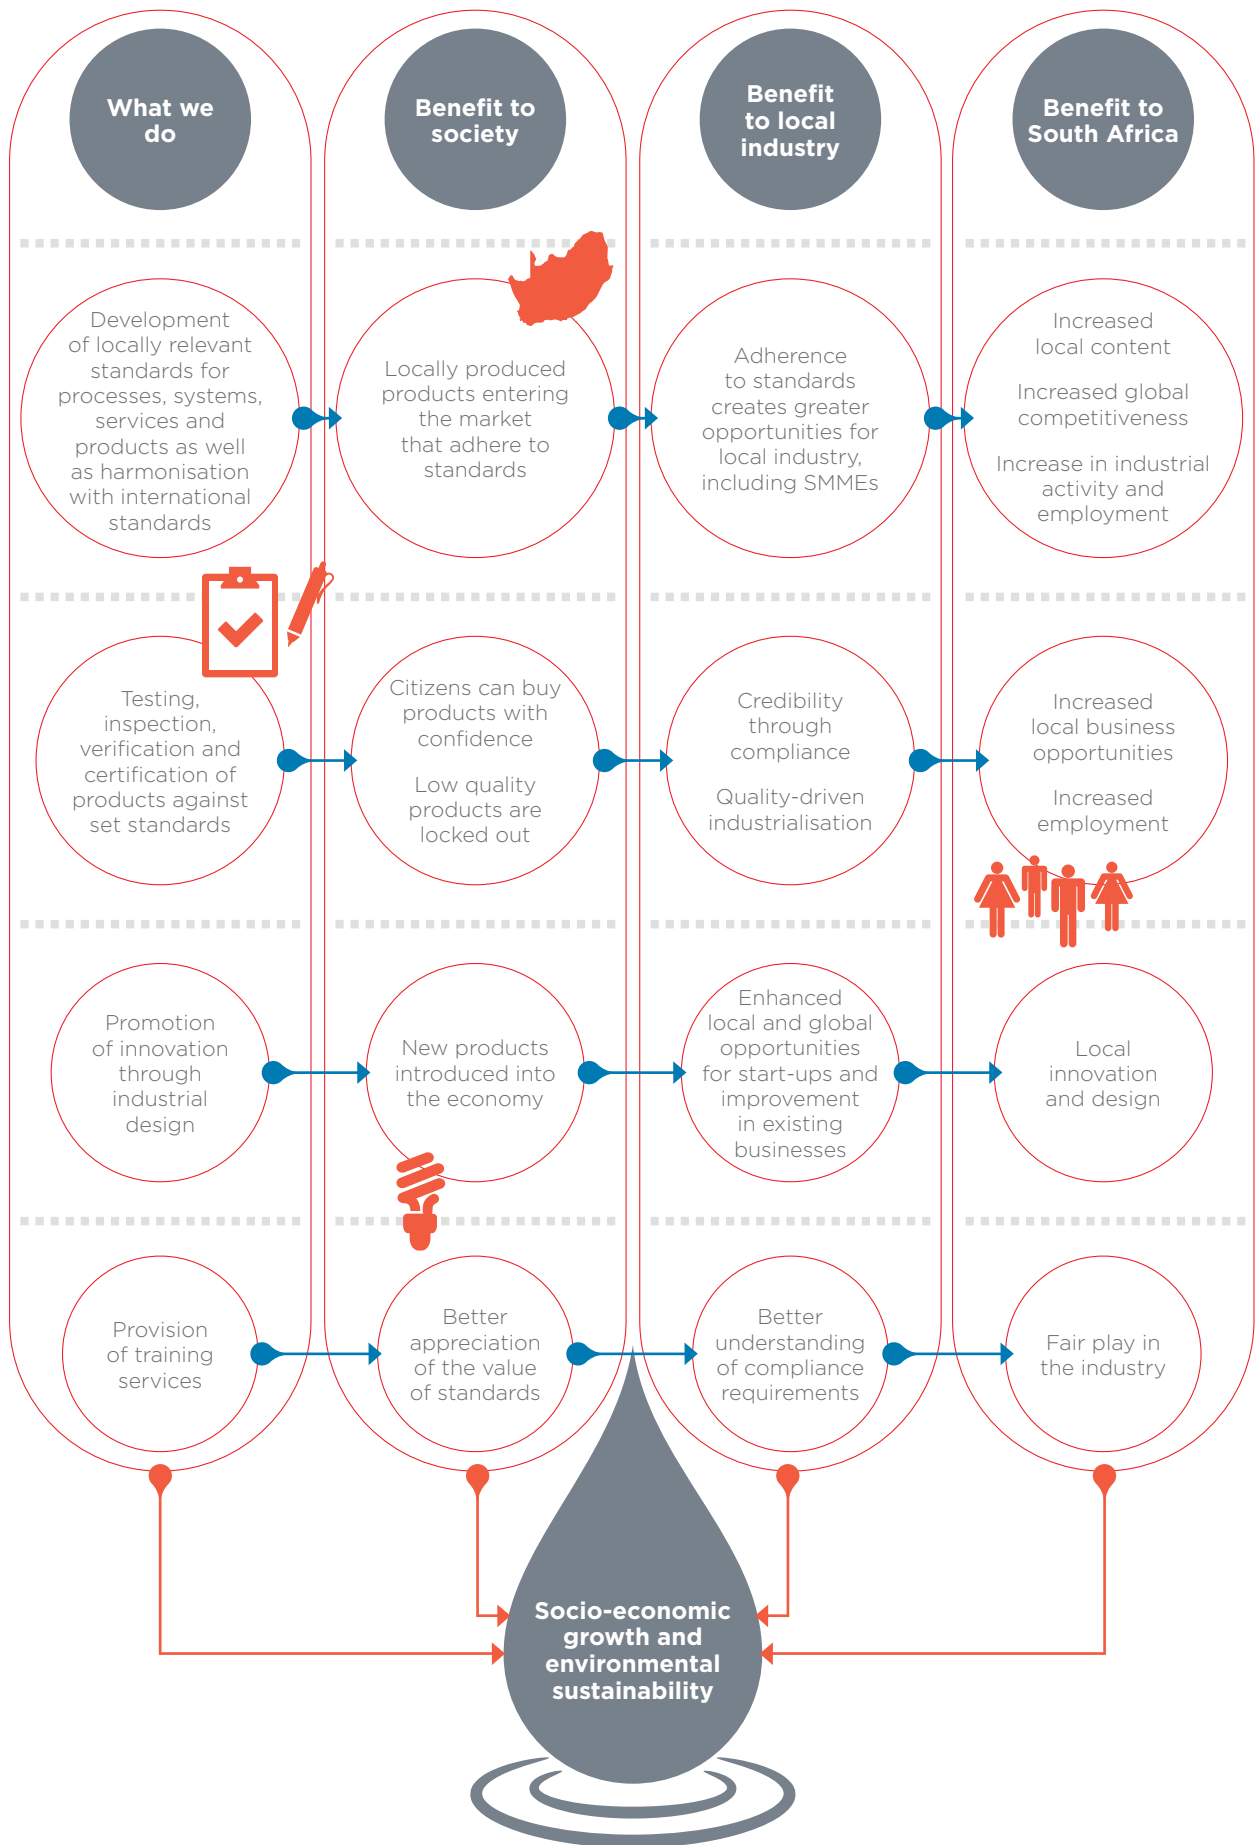 What we
do
Benefit to
society
Benefit
to local
industry
Benefit to
South Africa
Development
of locally relevant
standards for
processes, systems,
services and
products as well
as harmonisation
with international
standards
Locally produced
products entering
the market
that adhere to
standards
Adherence
to standards
creates greater
opportunities for
local industry,
including SMMEs
Increased
local content
Increased global
competitiveness
Increase in industrial
activity and
employment
Testing,
inspection,
verification and
certification of
products against
set standards
Citizens can buy
products with
confidence
Low quality
products are
locked out
Credibility
through
compliance
Quality-driven
industrialisation
Increased
local business
opportunities
Increased
employment
Promotion
of innovation
through
industrial
design
New products
introduced into
the economy
Enhanced
local and global
opportunities
for start-ups and
improvement
in existing
businesses
Local
innovation
and design
Provision
of training
services
Better
appreciation
of the value
of standards
Better
understanding
of compliance
requirements
Fair play in
the industry
Socio-economic
growth and
environmental
sustainability